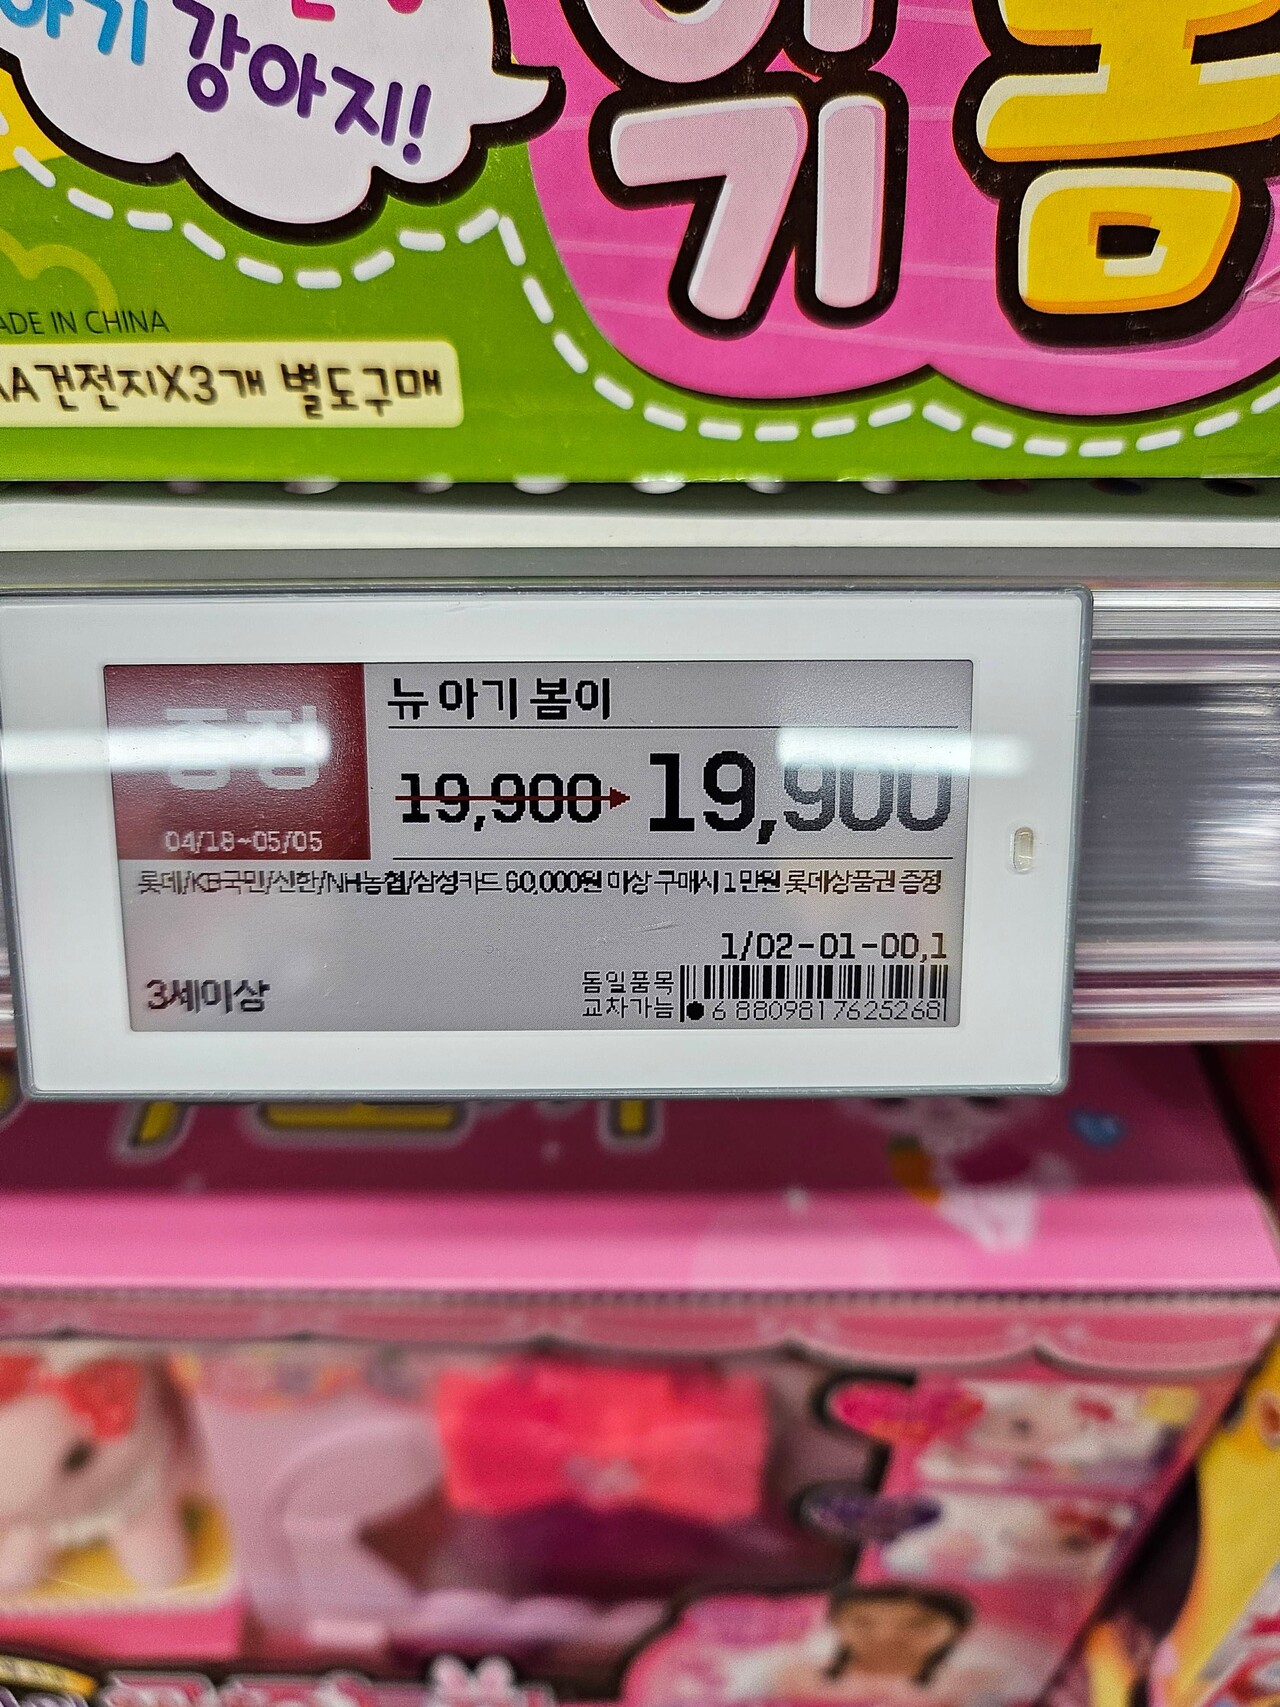 아기 강아지!
기 봄
MADE IN CHINA
AA건전지X3개 별도구매
증정
04/18~05/05
뉴 아기 봄이
19,900 19,900
롯데/KB국민/신한/NH농협/삼성카드 60,000원 이상 구매시 1만원 롯데상품권 증정
1/02-01-00,1
3세이상
동일품목
교차가능
6 880981 7625268